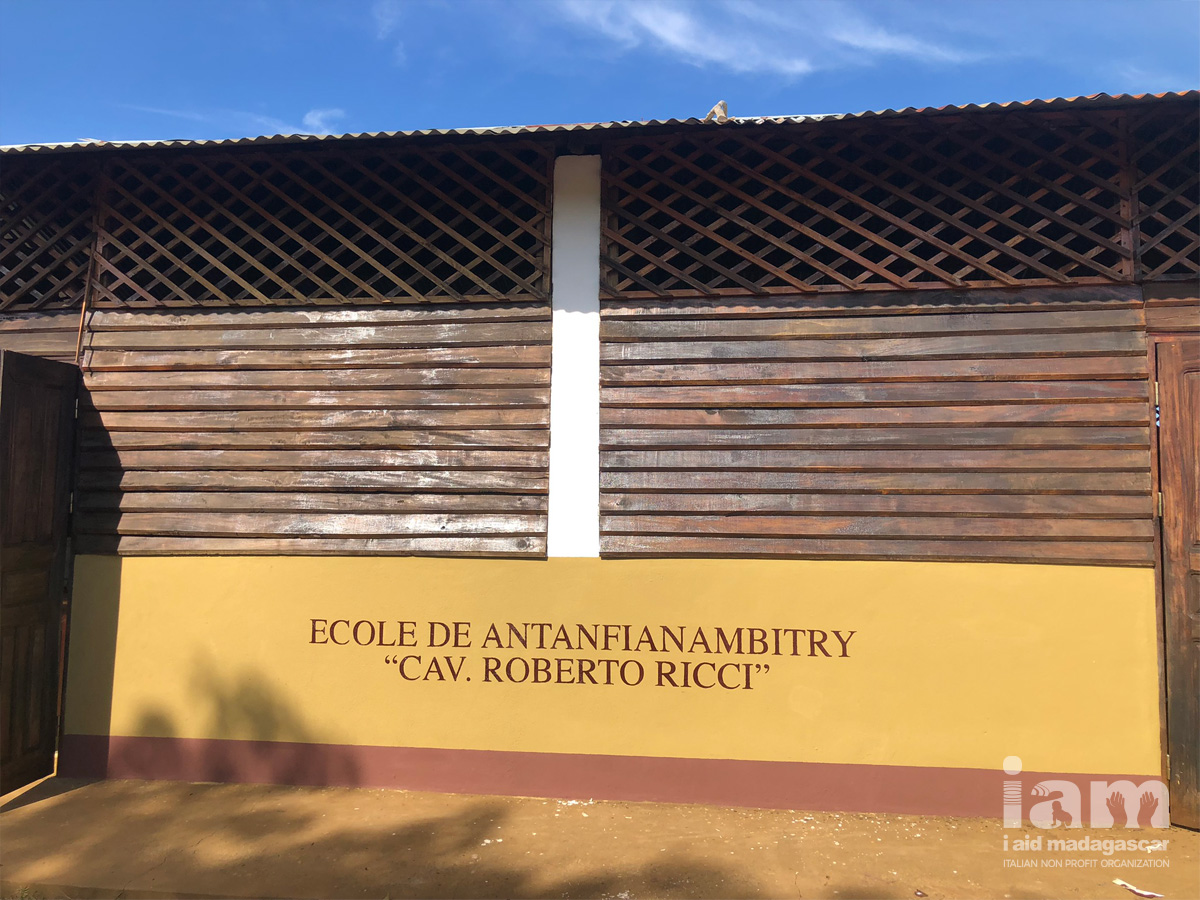 ECOLE DE ANTANFIANAMBITRY
“CAV. ROBERTO RICCI”
iam
i aid madagascar
ITALIAN NON PROFIT ORGANIZATION